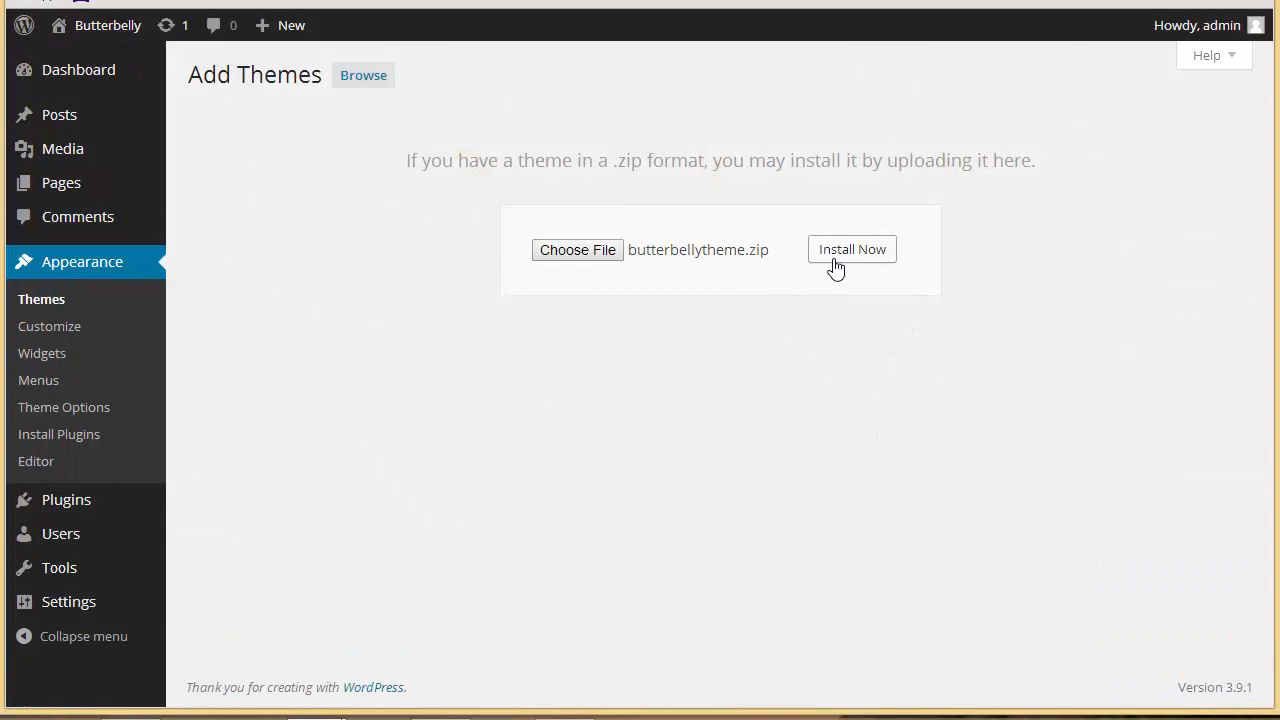 Butterbelly 1 0 New Howdy, admin
Help
Add Themes Browse
Dashboard
Posts
Media
Pages
Comments
Appearance
Themes
Customize
Widgets
Menus
Theme Options
Install Plugins
Editor
Plugins
Users
Tools
Settings
Collapse menu
If you have a theme in a .zip format, you may install it by uploading it here.
Choose File butterbellytheme.zip Install Now
Thank you for creating with WordPress. Version 3.9.1